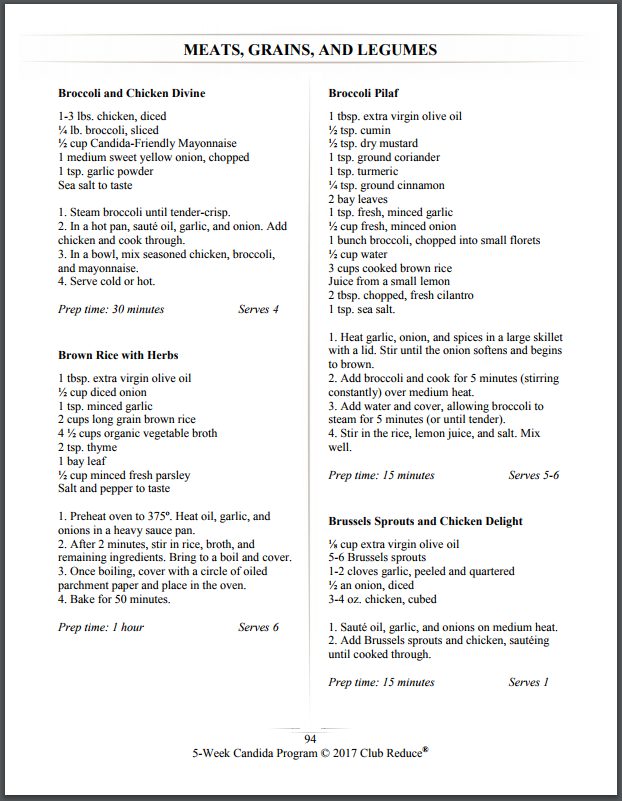 MEATS, GRAINS, AND LEGUMES
Broccoli and Chicken Divine
1-3 lbs. chicken, diced
¼ lb. broccoli, sliced
½ cup Candida-Friendly Mayonnaise
1 medium sweet yellow onion, chopped
1 tsp. garlic powder
Sea salt to taste
1. Steam broccoli until tender-crisp.
2. In a hot pan, sauté oil, garlic, and onion. Add
chicken and cook through.
3. In a bowl, mix seasoned chicken, broccoli,
and mayonnaise.
4. Serve cold or hot.
Prep time: 30 minutes Serves 4
Brown Rice with Herbs
1 tbsp. extra virgin olive oil
½ cup diced onion
1 tsp. minced garlic
2 cups long grain brown rice
4 ½ cups organic vegetable broth
2 tsp. thyme
1 bay leaf
½ cup minced fresh parsley
Salt and pepper to taste
1. Preheat oven to 375º. Heat oil, garlic, and
onions in a heavy sauce pan.
2. After 2 minutes, stir in rice, broth, and
remaining ingredients. Bring to a boil and cover.
3. Once boiling, cover with a circle of oiled
parchment paper and place in the oven.
4. Bake for 50 minutes.
Prep time: 1 hour Serves 6
Broccoli Pilaf
1 tbsp. extra virgin olive oil
½ tsp. cumin
½ tsp. dry mustard
1 tsp. ground coriander
1 tsp. turmeric
¼ tsp. ground cinnamon
2 bay leaves
1 tsp. fresh, minced garlic
½ cup fresh, minced onion
1 bunch broccoli, chopped into small florets
½ cup water
3 cups cooked brown rice
Juice from a small lemon
2 tbsp. chopped, fresh cilantro
1 tsp. sea salt.
1. Heat garlic, onion, and spices in a large skillet
with a lid. Stir until the onion softens and begins
to brown.
2. Add broccoli and cook for 5 minutes (stirring
constantly) over medium heat.
3. Add water and cover, allowing broccoli to
steam for 5 minutes (or until tender).
4. Stir in the rice, lemon juice, and salt. Mix
well.
Prep time: 15 minutes Serves 5-6
Brussels Sprouts and Chicken Delight
⅛ cup extra virgin olive oil
5-6 Brussels sprouts
1-2 cloves garlic, peeled and quartered
½ an onion, diced
3-4 oz. chicken, cubed
1. Sauté oil, garlic, and onions on medium heat.
2. Add Brussels sprouts and chicken, sautéing
until cooked through.
Prep time: 15 minutes Serves 1
94
5-Week Candida Program © 2017 Club Reduce®